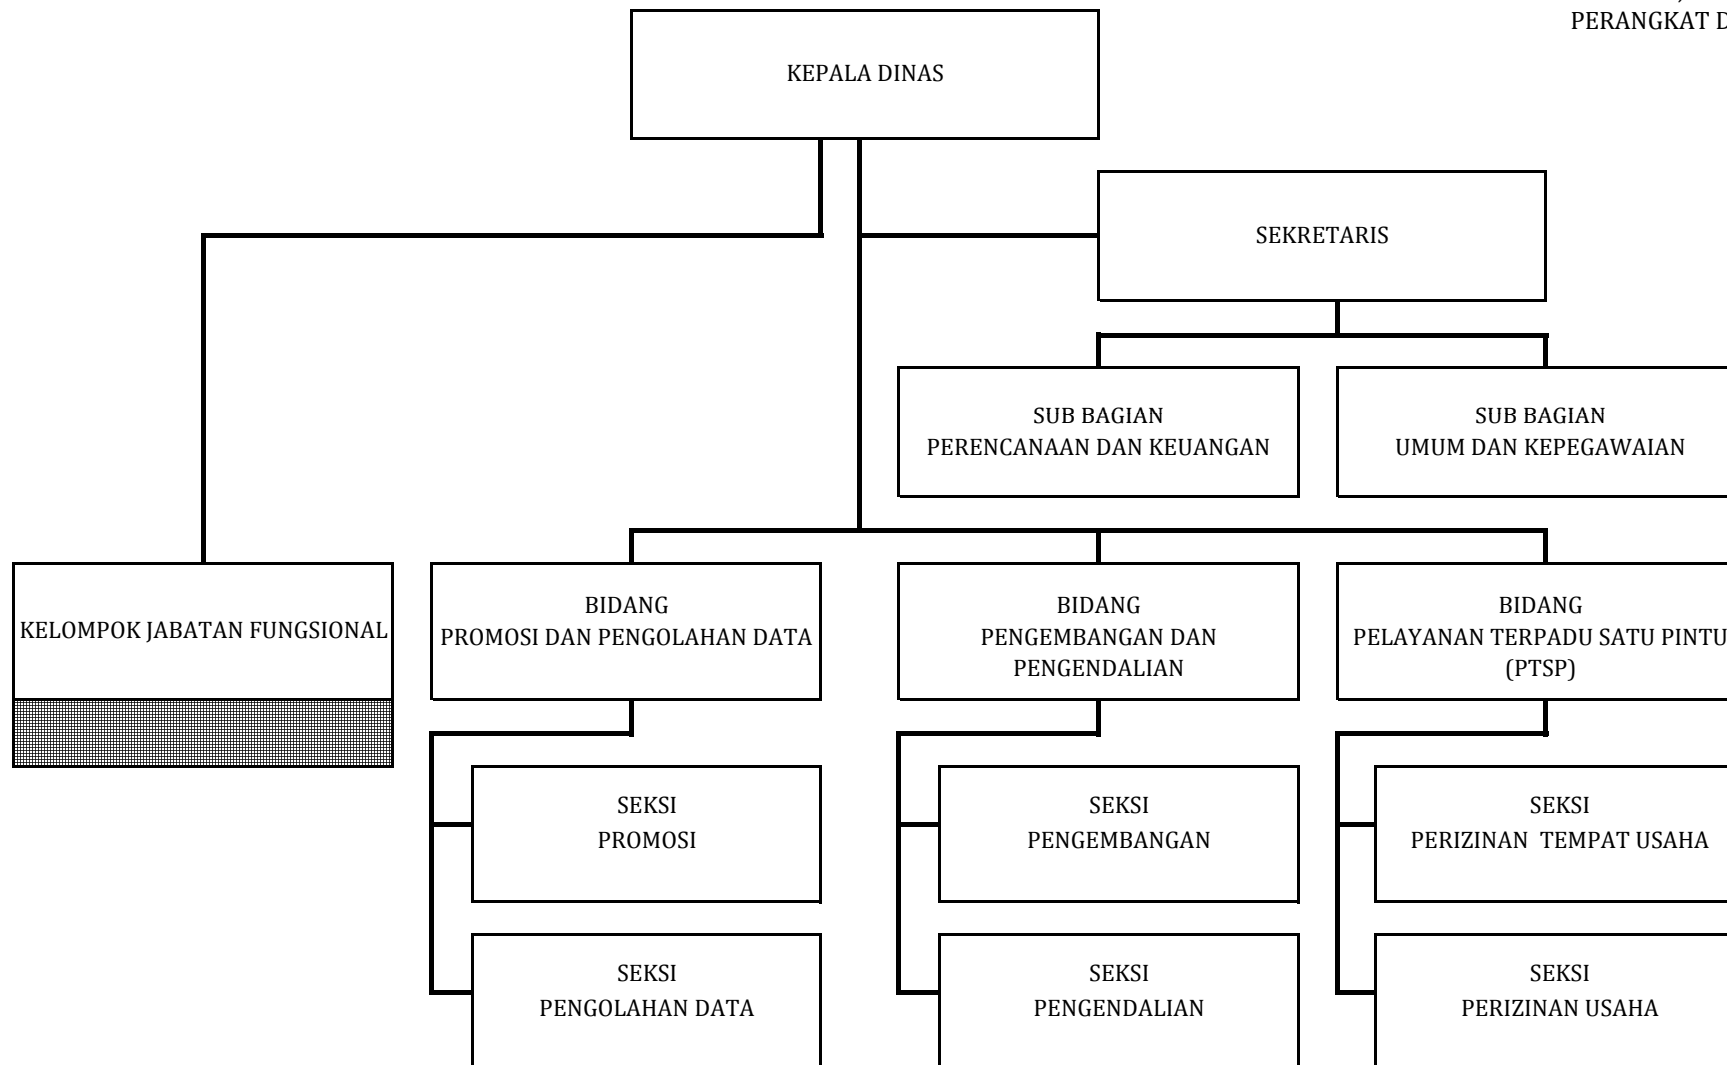 PERANGKAT D
KEPALA DINAS
SEKRETARIS
SUB BAGIAN
PERENCANAAN DAN KEUANGAN
SUB BAGIAN
UMUM DAN KEPEGAWAIAN
KELOMPOK JABATAN FUNGSIONAL
BIDANG
PROMOSI DAN PENGOLAHAN DATA
BIDANG
PENGEMBANGAN DAN
PENGENDALIAN
BIDANG
PELAYANAN TERPADU SATU PINTU
(PTSP)
SEKSI
PROMOSI
SEKSI
PENGEMBANGAN
SEKSI
PERIZINAN TEMPAT USAHA
SEKSI
PENGOLAHAN DATA
SEKSI
PENGENDALIAN
SEKSI
PERIZINAN USAHA